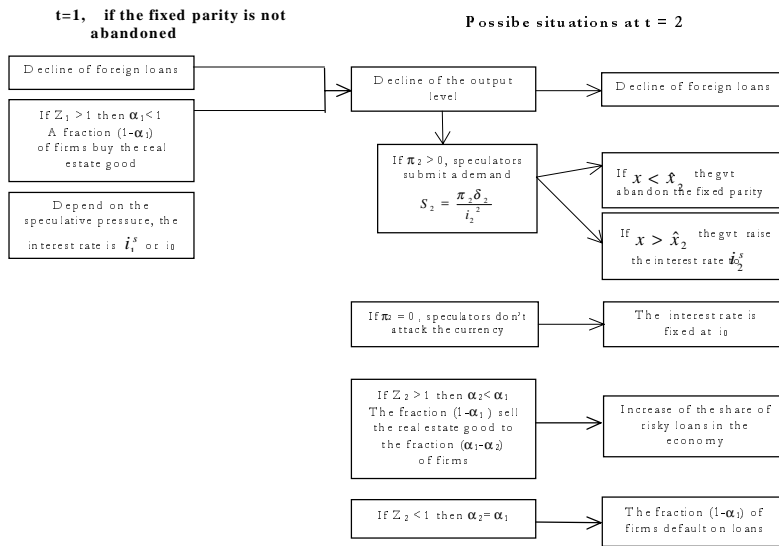 t=1, if the fixed parity is not
abandoned
Possibe situations at t = 2
Decline of foreign loans
If Z₁ > 1 then α₁< 1
A fraction (1-α₁)
of firms buy the real
estate good
Depend on the
speculative pressure, the
interest rate is i₁ˢ or i₀
Decline of the output
level
If π₂ > 0, speculators
submit a demand
S₂ = π₂δ₂ / i₂²
If π₂ = 0 , speculators don't
attack the currency
If Z₂ > 1 then α₂< α₁
The fraction (1-α₁ ) sell
the real estate good to
the fraction (α₁-α₂)
of firms
If Z₂ < 1 then α₂= α₁
Decline of foreign loans
If x < x̂₂ the gvt
abandon the fixed parity
If x > x̂₂ the gvt raise
the interest rate to i₂ˢ
The interest rate is
fixed at i₀
Increase of the share of
risky loans in the
economy
The fraction (1-α₁) of
firms default on loans